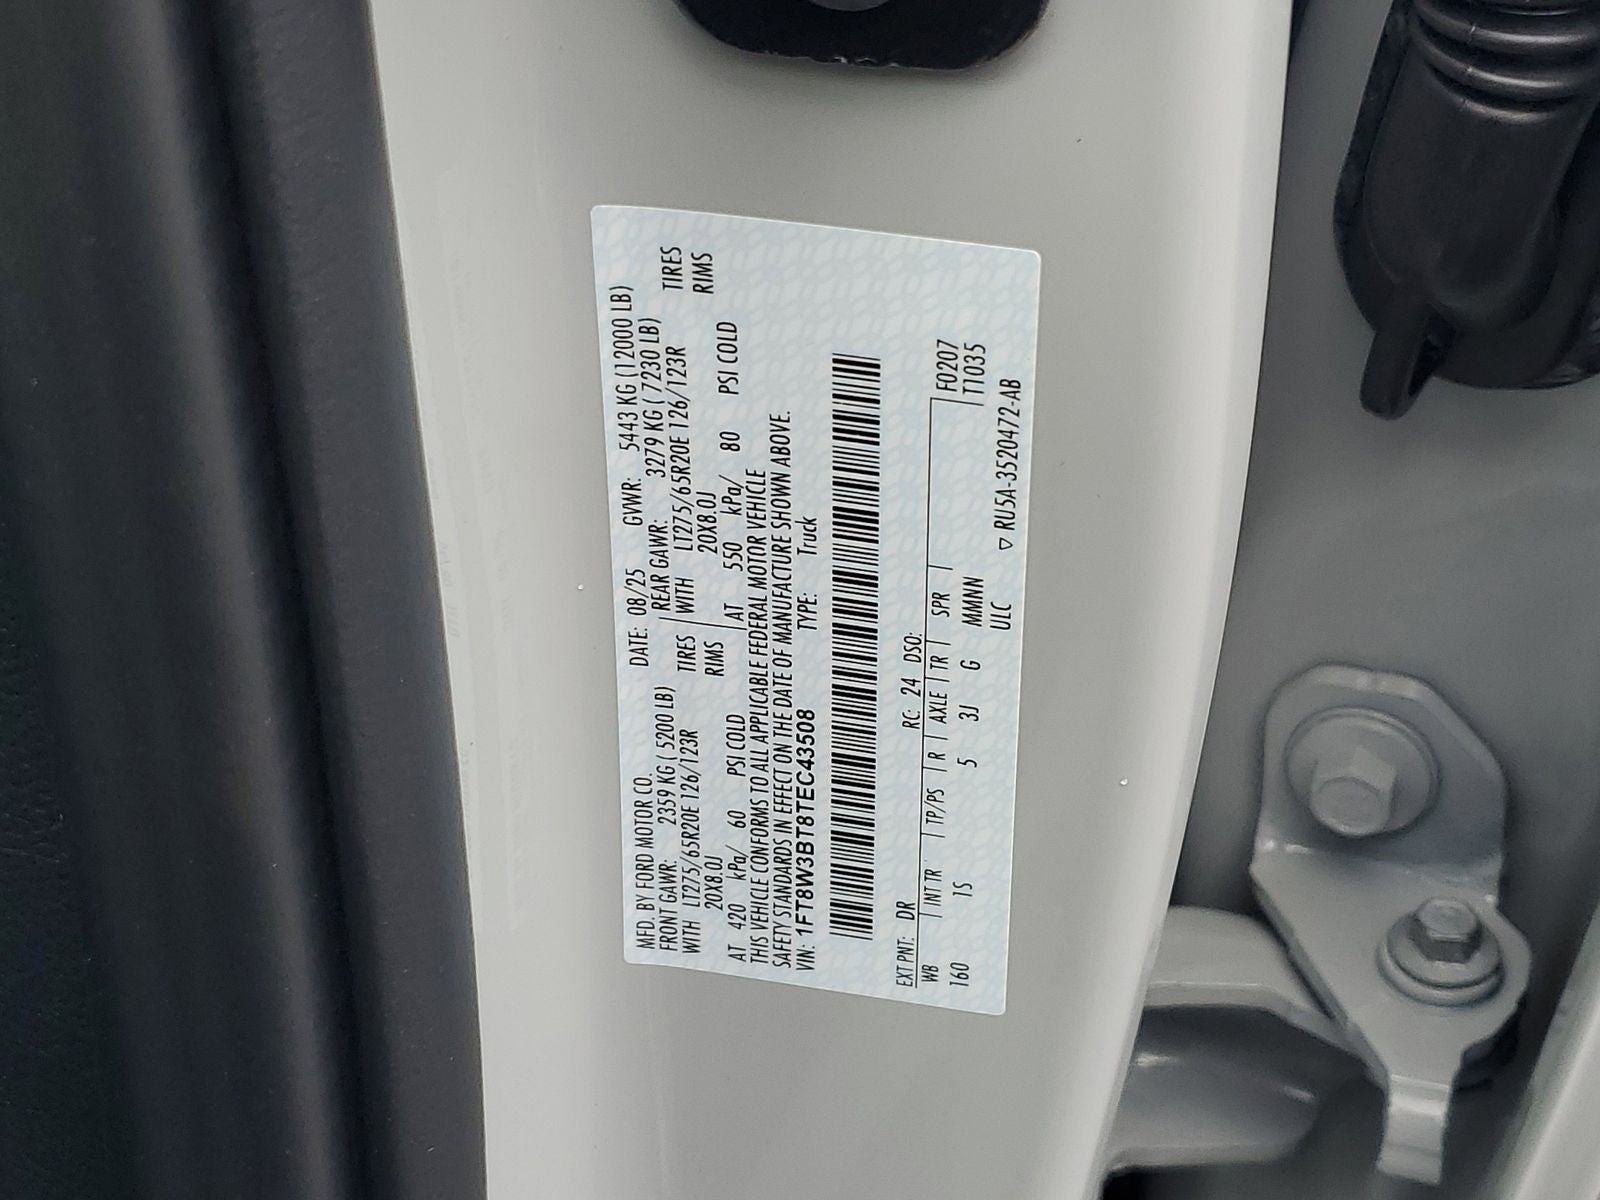 MFD. BY FORD MOTOR CO.
DATE: 08/25 GVWR: 5443 KG (12000 LB)
FRONT GAWR: 2359 KG ( 5200 LB)
REAR GAWR: 3279 KG ( 7230 LB)
WITH LT275/65R20E 126/123R TIRES
WITH LT275/65R20E 126/123R TIRES
20X8.0J RIMS
20X8.0J RIMS
AT 420 kPa/ 60 PSI COLD
AT 550 kPa/ 80 PSI COLD
THIS VEHICLE CONFORMS TO ALL APPLICABLE FEDERAL MOTOR VEHICLE
SAFETY STANDARDS IN EFFECT ON THE DATE OF MANUFACTURE SHOWN ABOVE.
VIN: 1FT8W3BT8TEC43508 TYPE: Truck
EXT PNT: DR RC: 24 DSO:
WB INT TR TP/PS R AXLE TR SPR F0207
160 1S 5 3J G MMNN T1035
ULC ▽ RU5A-3520472-AB